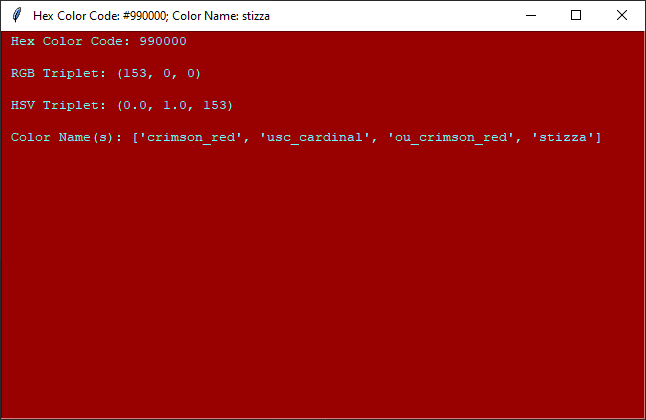 Hex Color Code: #990000; Color Name: stizza
Hex Color Code: 990000
RGB Triplet: (153, 0, 0)
HSV Triplet: (0.0, 1.0, 153)
Color Name(s): ['crimson_red', 'usc_cardinal', 'ou_crimson_red', 'stizza']